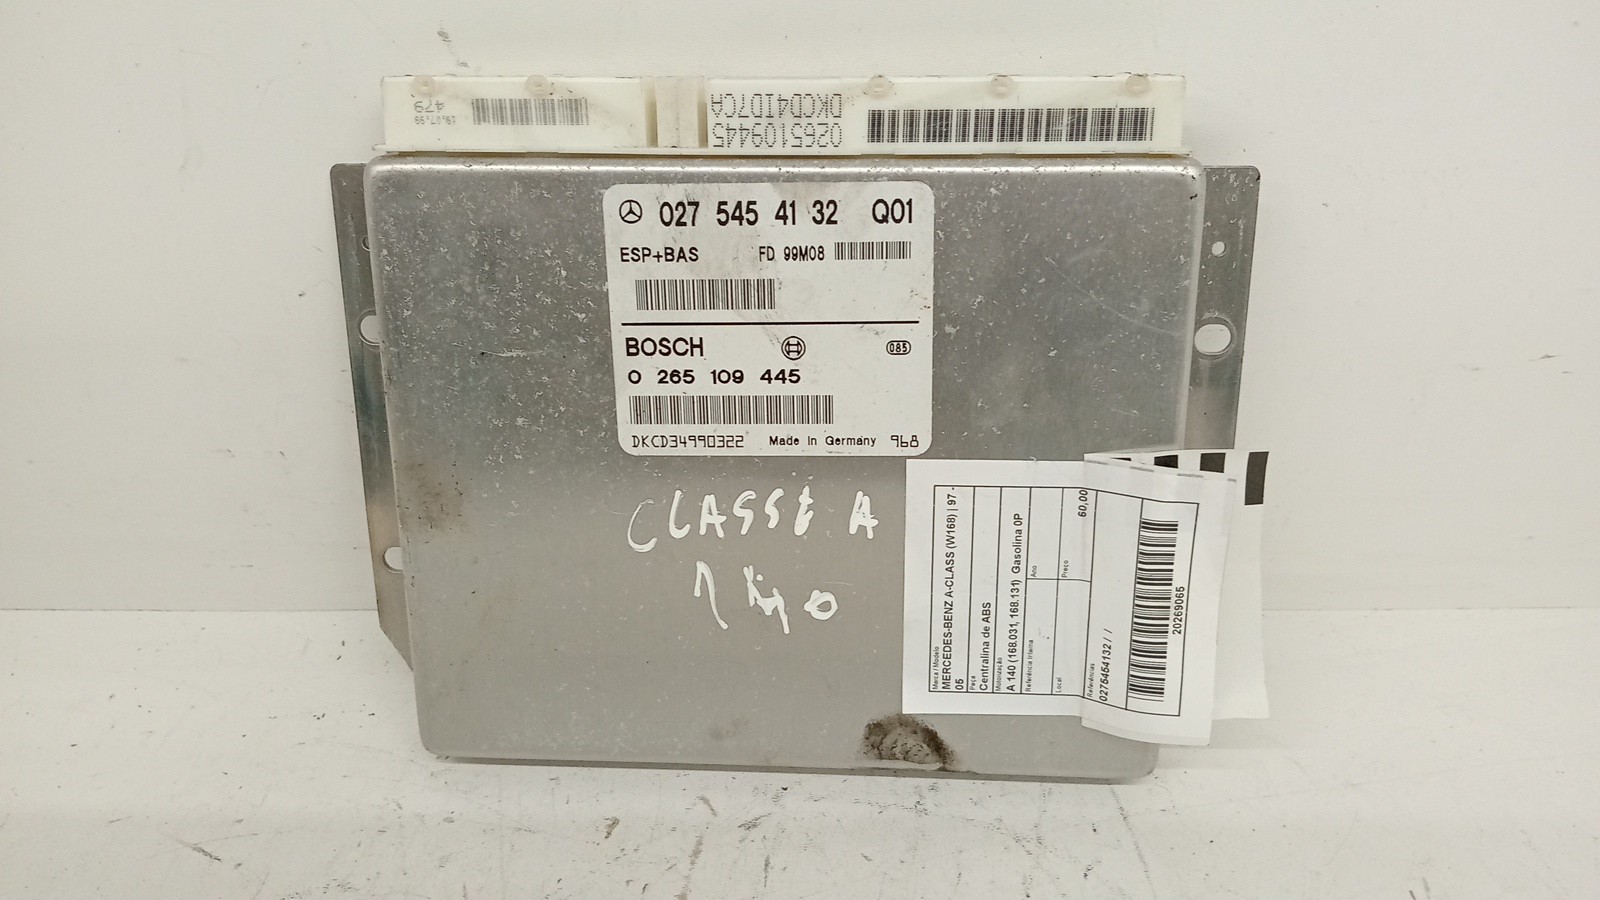 479
19.07.99
0265109445
DKCD41D7CA
027 545 41 32 Q01
ESP+BAS FD 99M08
BOSCH 085
0 265 109 445
DKCD34990322 Made in Germany 968
CLASSE A
140
Marca / Modelo
MERCEDES-BENZ A-CLASS (W168) | 97 -
05
Peça
Centralina de ABS
Motorização
A 140 (168.031, 168.131) Gasolina 0P
Referência Interna
Ano
Local
Preço
60,00
Referências
0275454132 / /
20269065